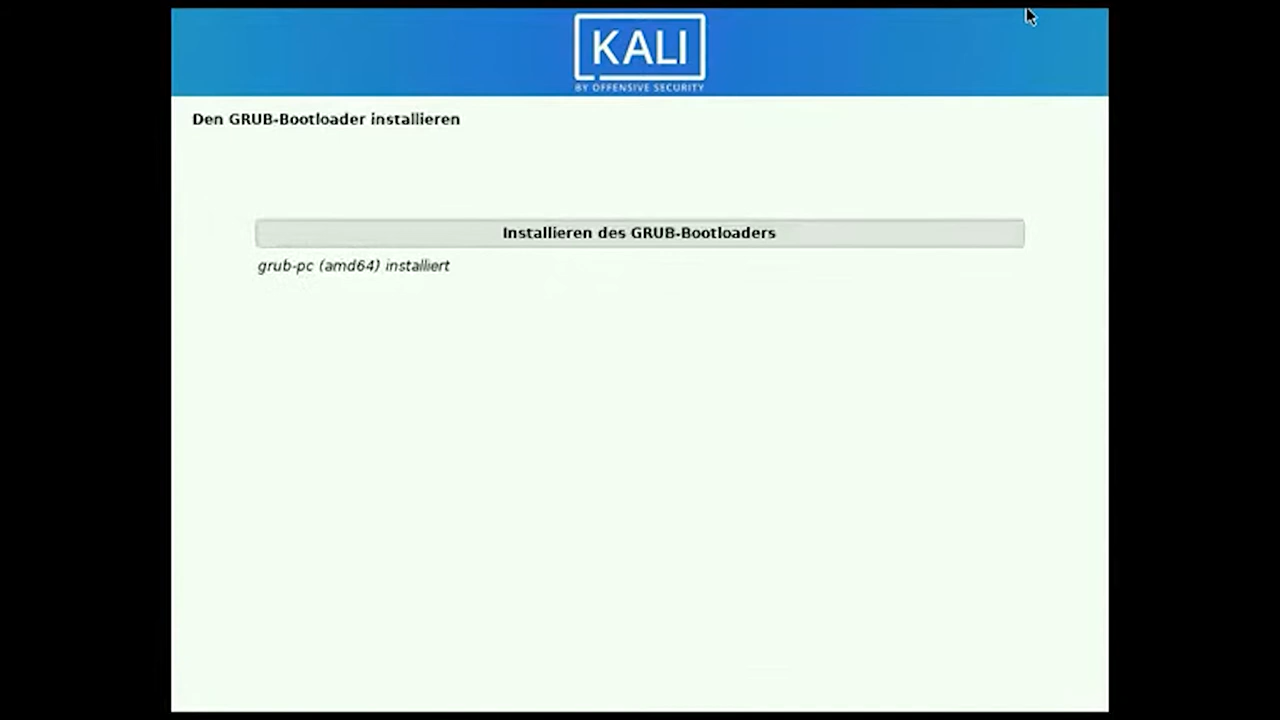 KALI
BY OFFENSIVE SECURITY
Den GRUB-Bootloader installieren
Installieren des GRUB-Bootloaders
grub-pc (amd64) installiert